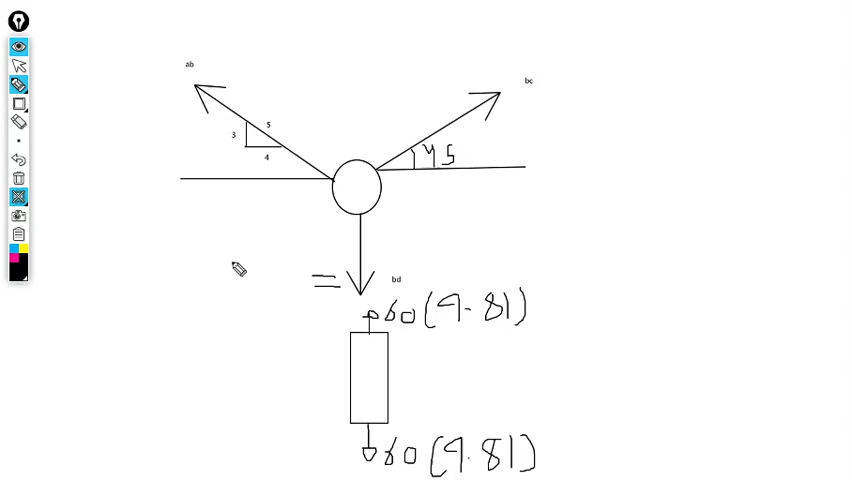 ab
bc
5
3
4
45
bd
=
60(9.81)
60(9.81)